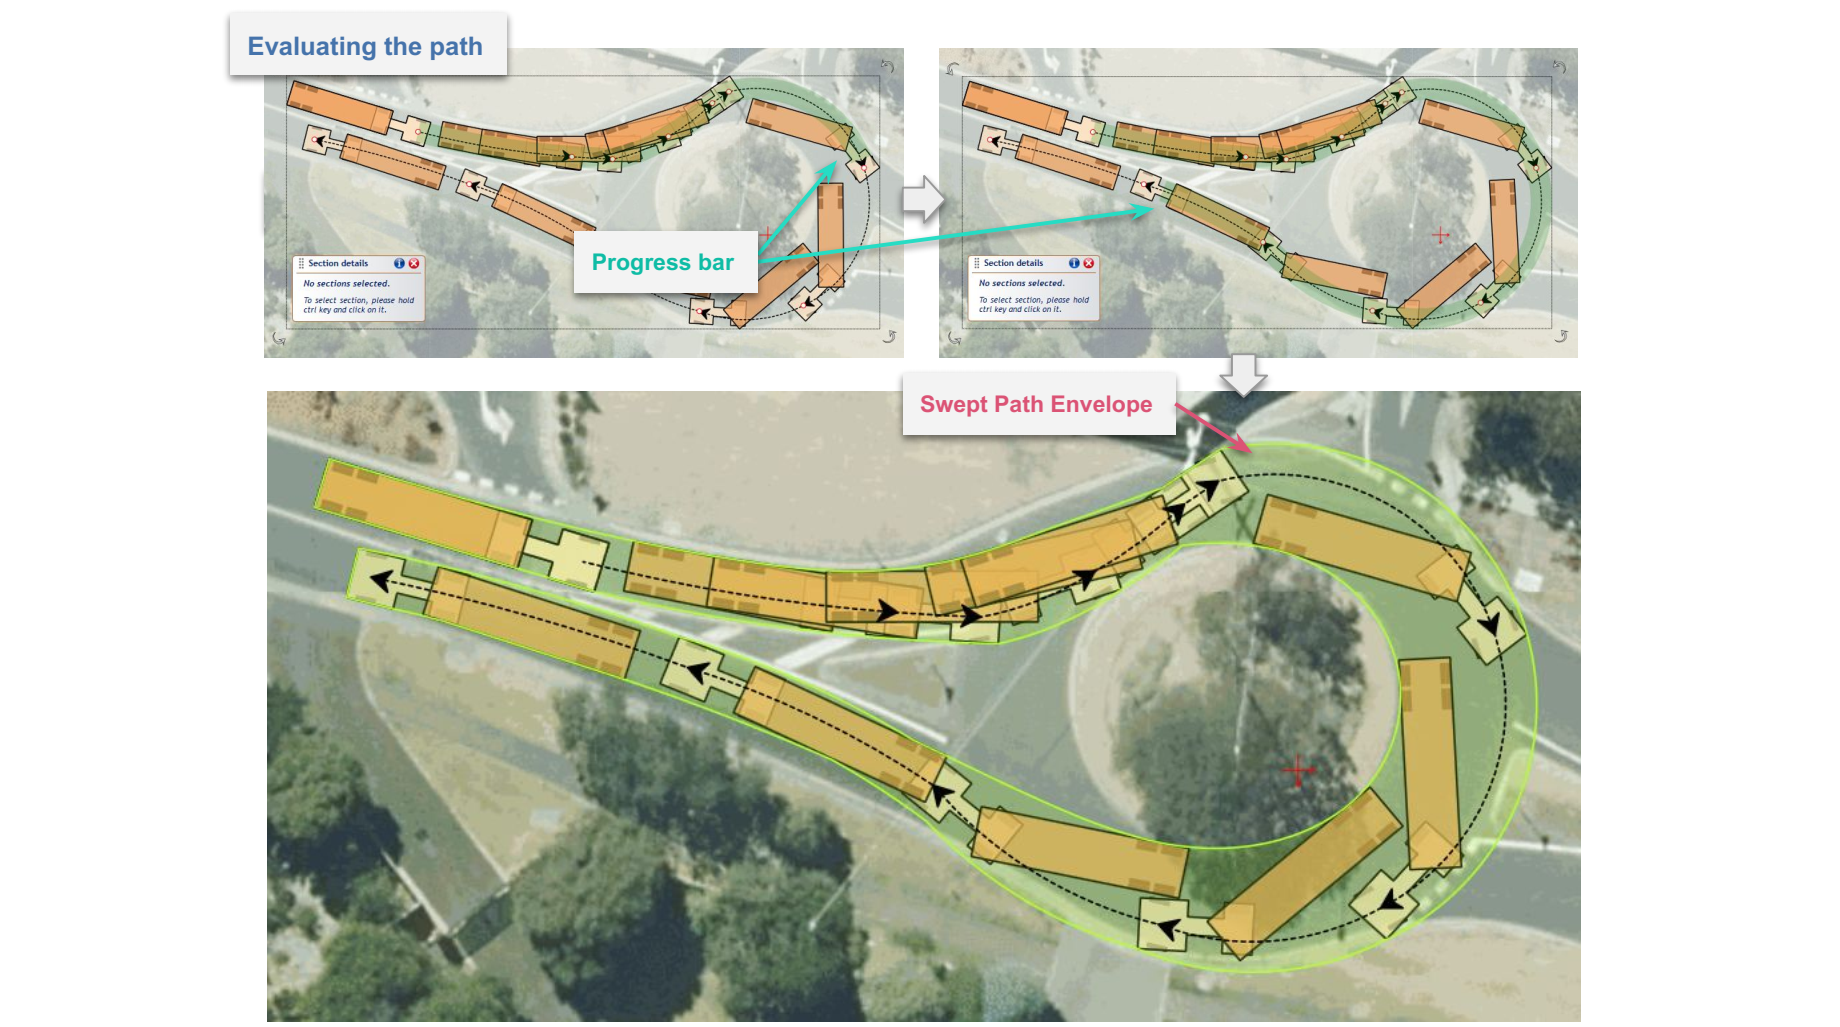 Evaluating the path
Section details
No sections selected.
To select section, please hold
ctrl key and click on it.
Progress bar
Section details
No sections selected.
To select section, please hold
ctrl key and click on it.
Swept Path Envelope